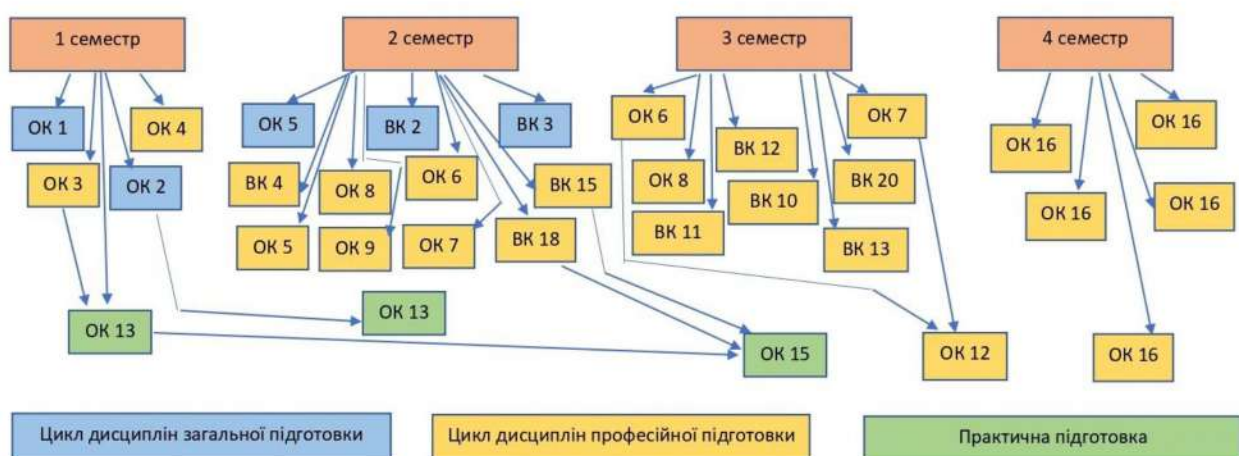 1 семестр
2 семестр
3 семестр
4 семестр
ОК 1
ОК 4
ОК 5
ВК 2
ВК 3
ОК 6
ОК 7
ОК 16
ОК 16
ОК 3
ОК 2
ВК 4
ОК 8
ОК 6
ВК 15
ОК 8
ВК 12
ВК 20
ОК 16
ОК 16
ОК 5
ОК 9
ОК 7
ВК 18
ВК 11
ВК 10
ВК 13
ОК 13
ОК 13
ОК 15
ОК 12
ОК 16
Цикл дисциплін загальної підготовки
Цикл дисциплін професійної підготовки
Практична підготовка